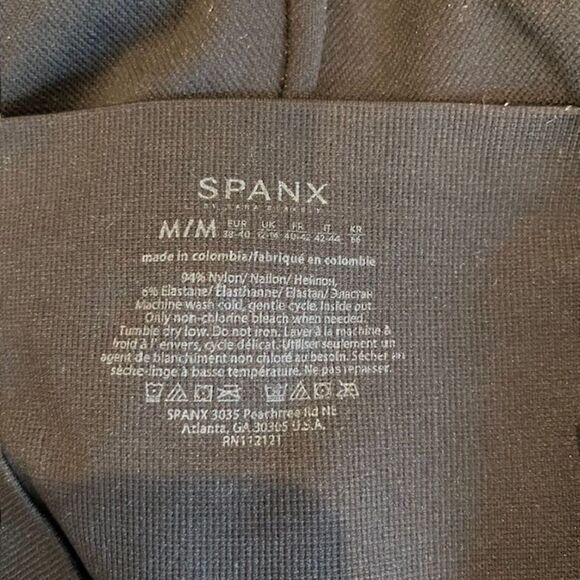 SPANX
BY SARA BLAKELY
M/M EUR 38-40 UK 12-14 FR 40-42 IT 42-44 KR 66
made in colombia/fabriqué en colombie
94% Nylon/ Nailon/ Нейлон,
6% Elastane/ Élasthanne/ Elastan/ Эластан
Machine wash cold, gentle cycle. Inside out.
Only non-chlorine bleach when needed.
Tumble dry low. Do not iron. Laver à la machine à
froid à l' envers, cycle délicat. Utiliser seulement un
agent de blanchiment non chloré au besoin. Sécher au
sèche-linge à basse température. Ne pas repasser.
SPANX 3035 Peachtree Rd NE
Atlanta, GA 30305 U.S.A.
RN112121